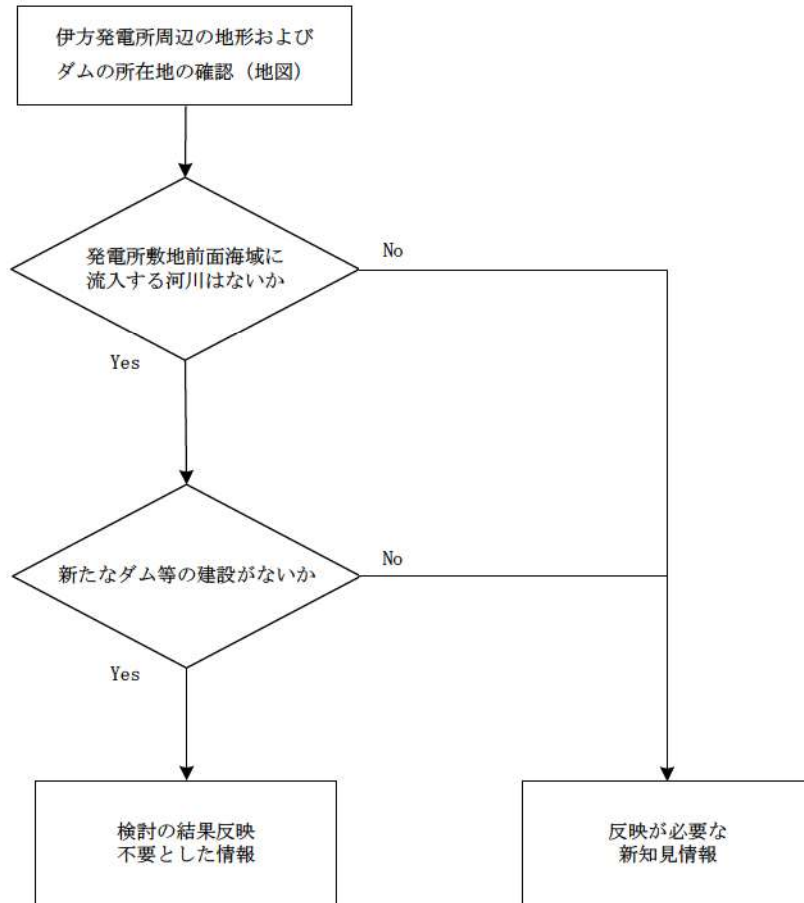 伊方発電所周辺の地形および
ダムの所在地の確認（地図）
発電所敷地前面海域に
流入する河川はないか
No
Yes
新たなダム等の建設がないか
No
Yes
検討の結果反映
不要とした情報
反映が必要な
新知見情報